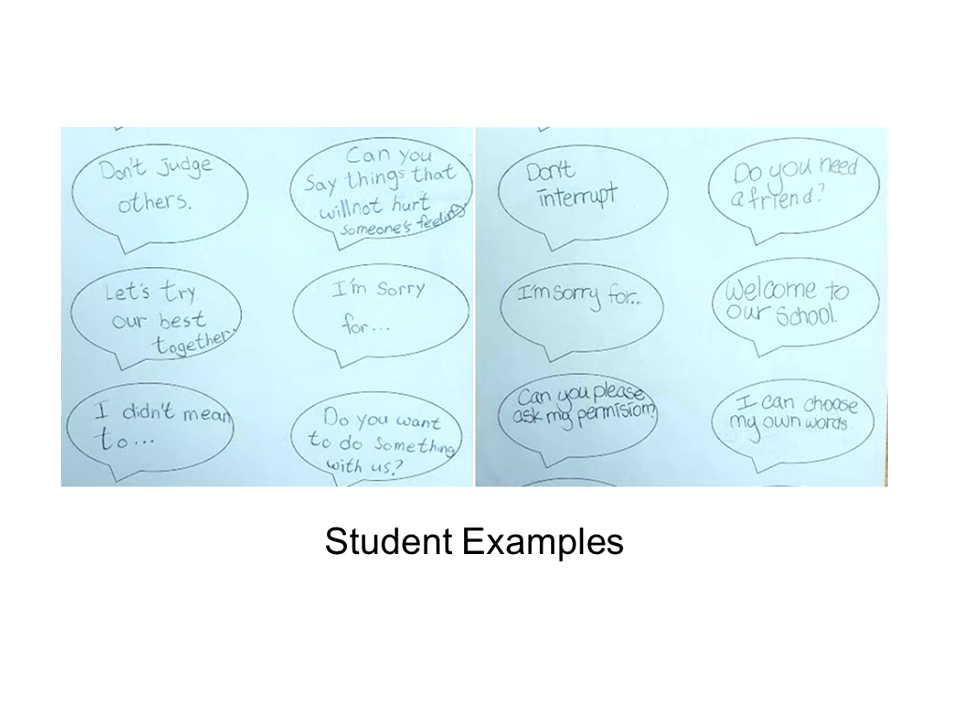 Don't judge
others.
Can you
say things that
will not hurt
someone's feelings.
Let's try
our best
together.
I'm sorry
for...
I didn't mean
to...
Do you want
to do something
with us?
Don't
interrupt
Do you need
a friend?
I'm sorry for...
Welcome to
our school.
Can you please
ask my permision?
I can choose
my own words.
Student Examples